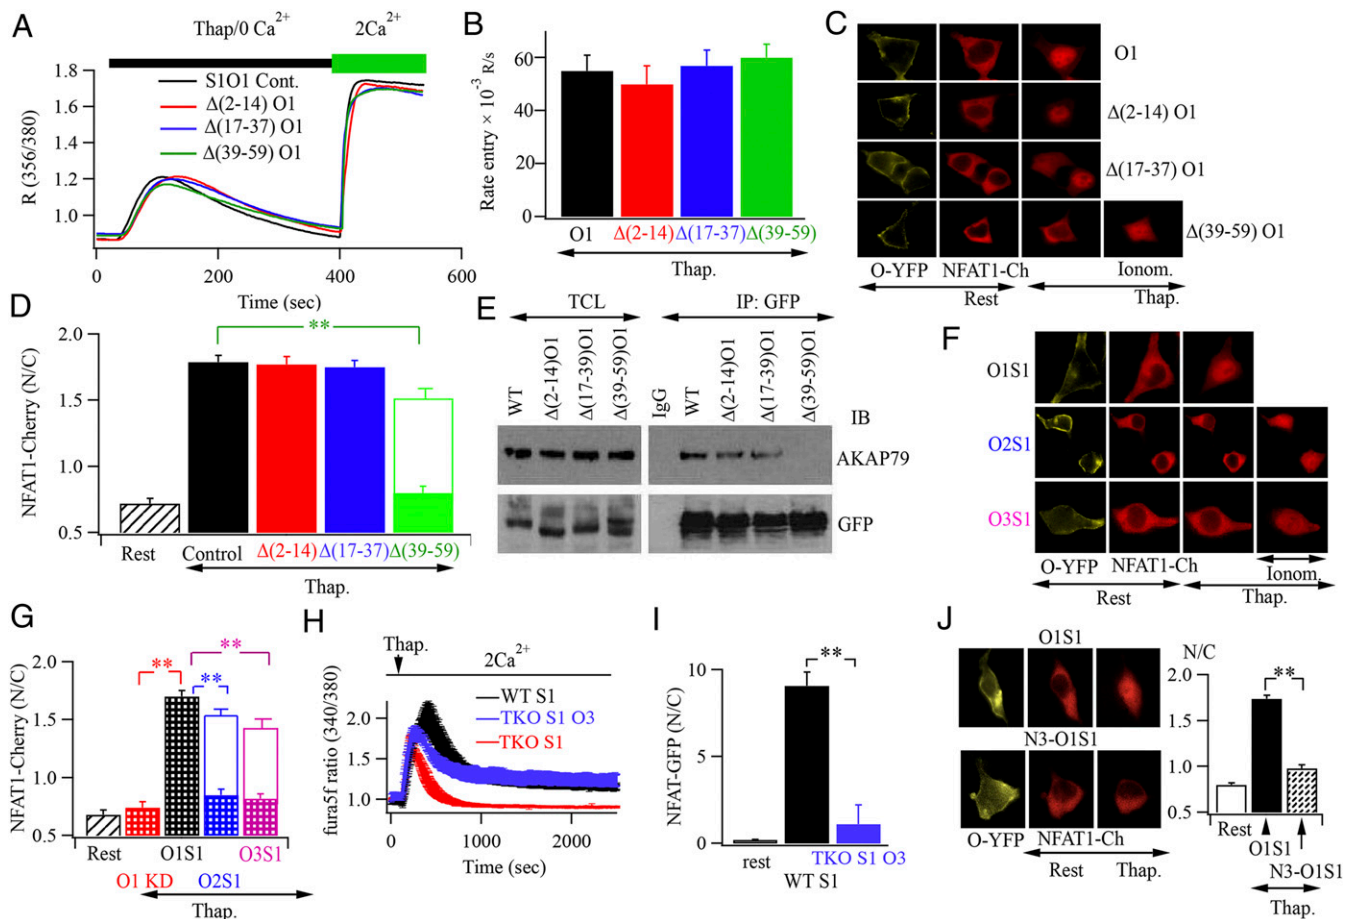 A
Thap/0 Ca²⁺
2Ca²⁺
1.8
1.6
1.4
1.2
1.0
R (356/380)
S1O1 Cont.
Δ(2-14) O1
Δ(17-37) O1
Δ(39-59) O1
0
200
400
600
Time (sec)
B
Rate entry × 10⁻³ R/s
60
40
20
0
O1
Δ(2-14)
Δ(17-37)
Δ(39-59)
Thap.
C
O1
Δ(2-14) O1
Δ(17-37) O1
Δ(39-59) O1
O-YFP
NFAT1-Ch
Ionom.
Rest
Thap.
D
NFAT1-Cherry (N/C)
2.0
1.5
1.0
0.5
**
Rest
Control
Δ(2-14)
Δ(17-37)
Δ(39-59)
Thap.
E
TCL
IP: GFP
WT
Δ(2-14)O1
Δ(17-39)O1
Δ(39-59)O1
IgG
WT
Δ(2-14)O1
Δ(17-39)O1
Δ(39-59)O1
IB
AKAP79
GFP
F
O1S1
O2S1
O3S1
O-YFP
NFAT1-Ch
Ionom.
Rest
Thap.
G
NFAT1-Cherry (N/C)
2.0
1.5
1.0
0.5
**
**
**
Rest
O1S1
O3S1
O1 KD
O2S1
Thap.
H
Thap.
2Ca²⁺
fura5f ratio (340/380)
2.0
1.5
1.0
WT S1
TKO S1 O3
TKO S1
0
1000
2000
Time (sec)
I
NFAT-GFP (N/C)
10
5
0
**
rest
TKO S1 O3
WT S1
J
O1S1
N3-O1S1
O-YFP
NFAT1-Ch
Rest
Thap.
N/C
2.0
1.5
1.0
0.5
**
Rest
O1S1
N3-O1S1
Thap.